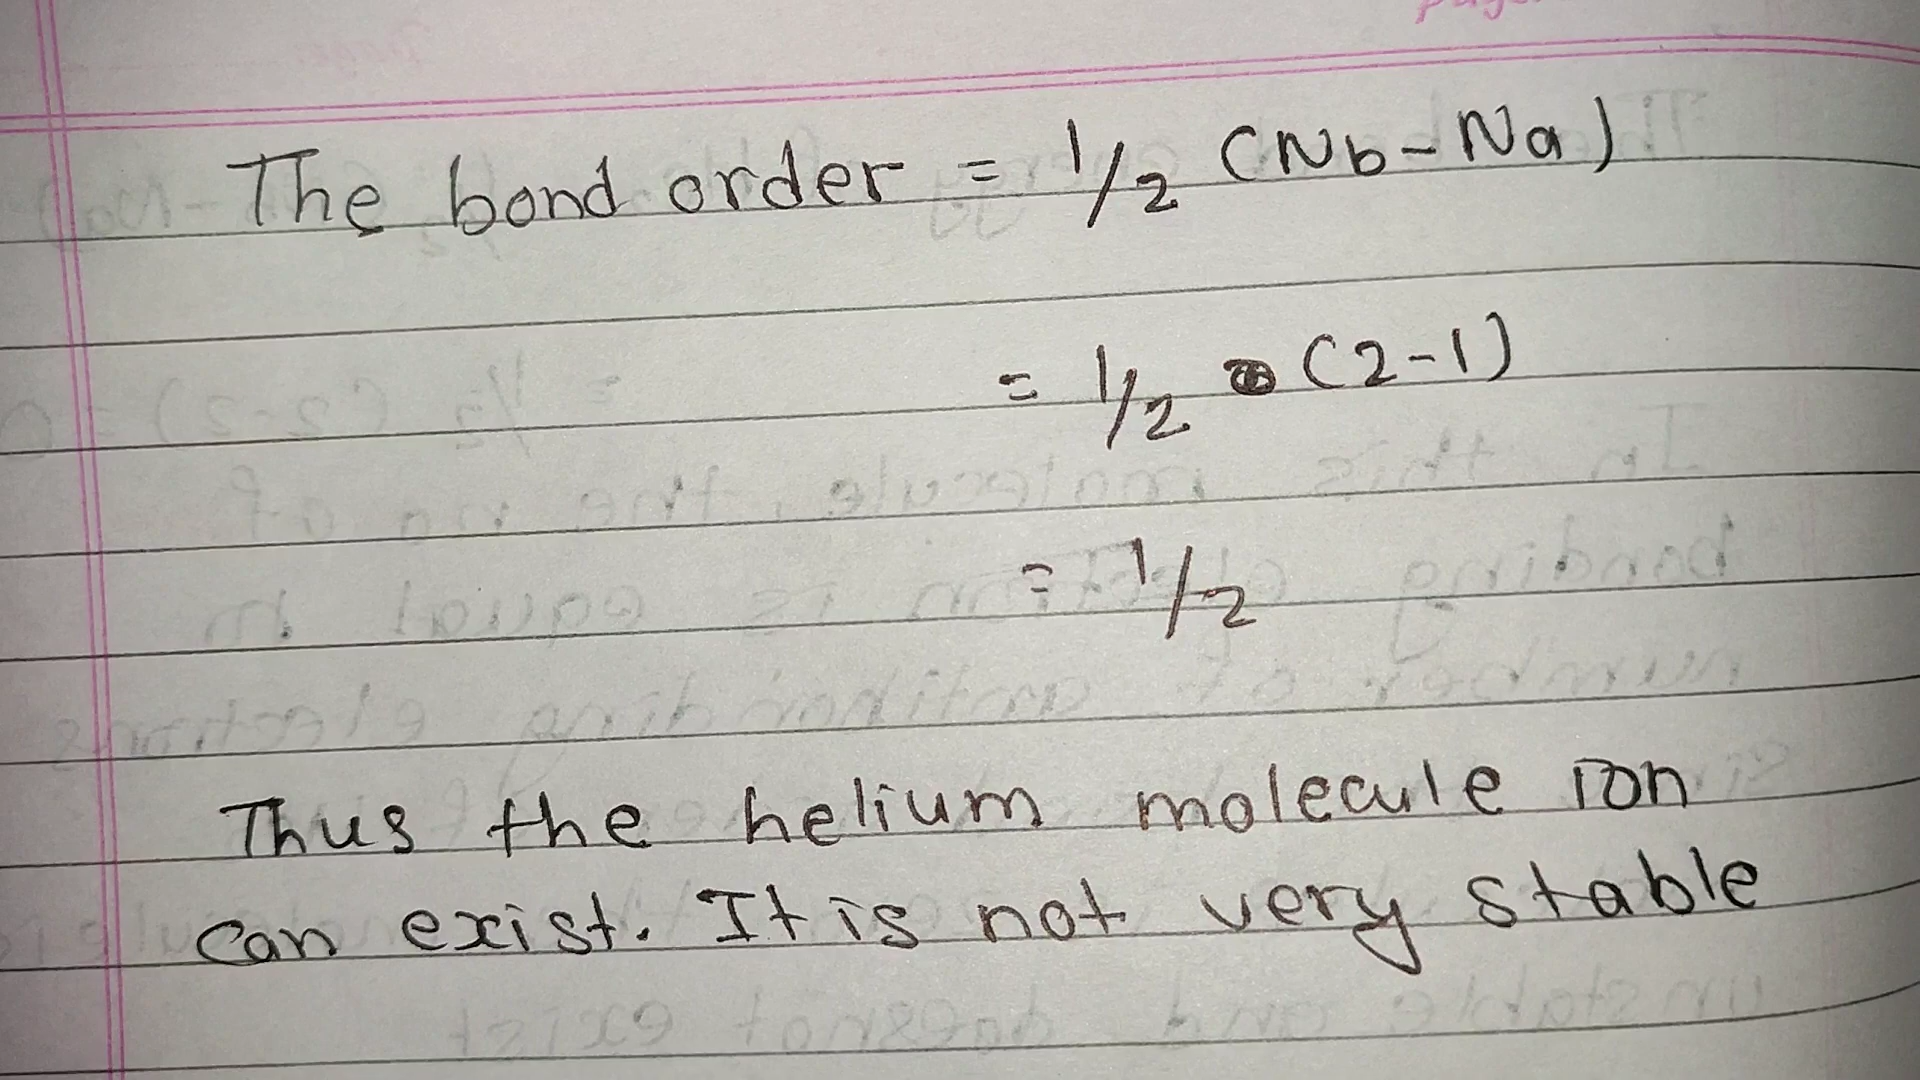 The bond order = 1/2 (Nb - Na)
= 1/2 (2-1)
= 1/2
Thus the helium molecule ion
can exist. It is not very stable